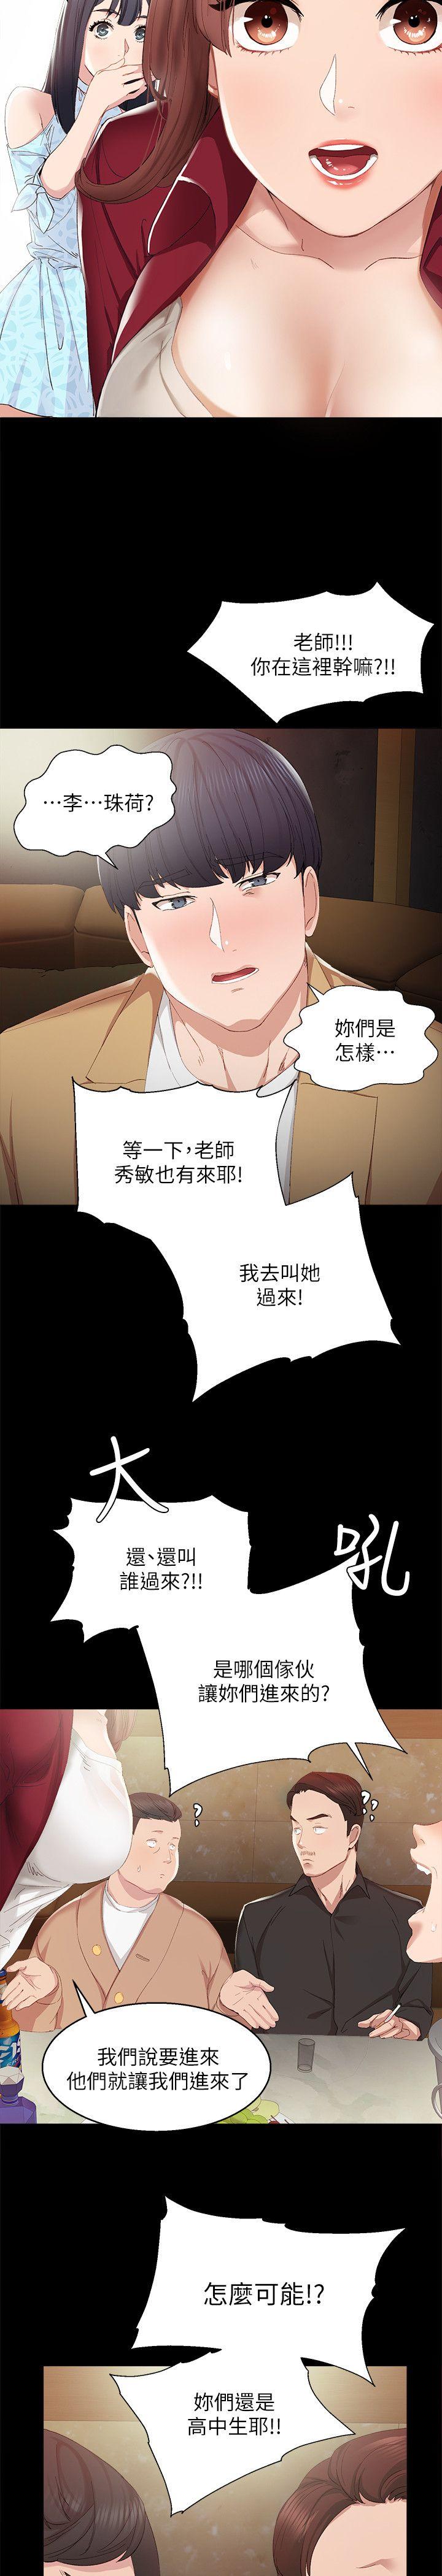 老師!!!
你在這裡幹嘛?!!
⋯李⋯珠荷?
妳們是
怎樣⋯
等一下,老師
秀敏也有來耶!
我去叫她
過來!
大
吼
還、還叫
誰過來?!!
是哪個傢伙
讓妳們進來的?
??
??
我們說要進來
他們就讓我們進來了
怎麼可能!?
妳們還是
高中生耶!!